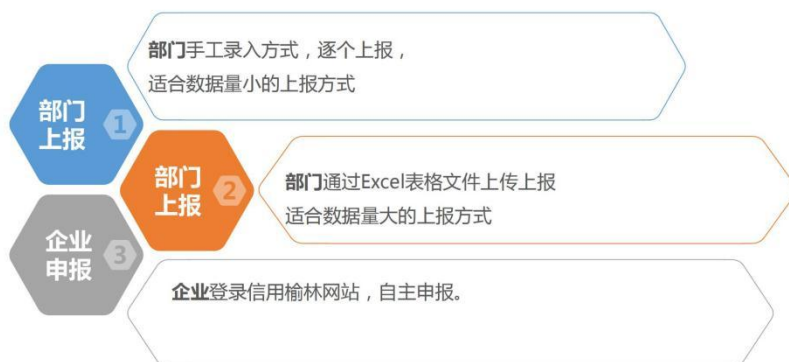 部门手工录入方式，逐个上报，
适合数据量小的上报方式
部门
上报
1
部门
上报
2
部门通过Excel表格文件上传上报
适合数据量大的上报方式
企业
申报
3
企业登录信用榆林网站，自主申报。